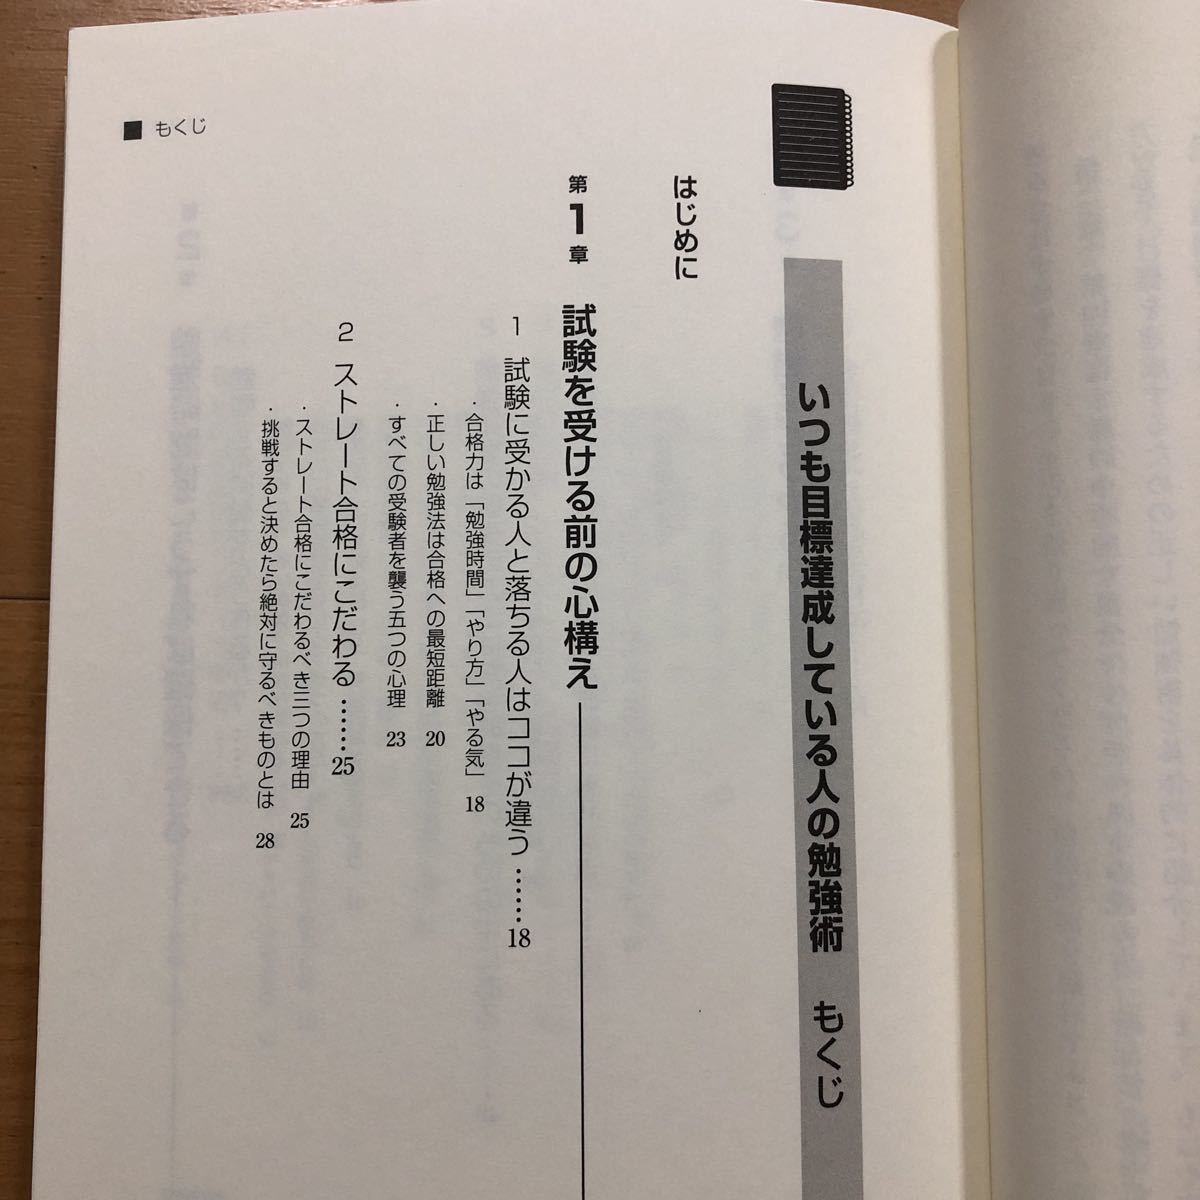 いつも目標達成している人の勉強術 もくじ
はじめに
第1章 試験を受ける前の心構え
1 試験に受かる人と落ちる人はココが違う……18
・合格力は「勉強時間」「やり方」「やる気」 18
・正しい勉強法は合格への最短距離 20
・すべての受験者を襲う五つの心理 23
2 ストレート合格にこだわる……25
・ストレート合格にこだわるべき三つの理由 25
・挑戦すると決めたら絶対に守るべきものとは 28
■ もくじ